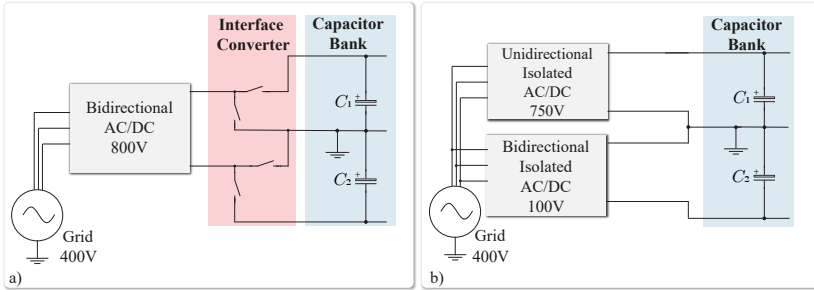 Interface
Converter
Capacitor
Bank
Bidirectional
AC/DC
800V
C₁
+
C₂
+
Grid
400V
a)
Capacitor
Bank
Unidirectional
Isolated
AC/DC
750V
Bidirectional
Isolated
AC/DC
100V
C₁
+
C₂
+
Grid
400V
b)